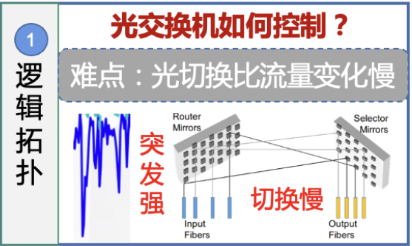 光交换机如何控制？
1
逻辑拓扑
难点：光切换比流量变化慢
突发强
Router
Mirrors
Selector
Mirrors
切换慢
Input
Fibers
Output
Fibers